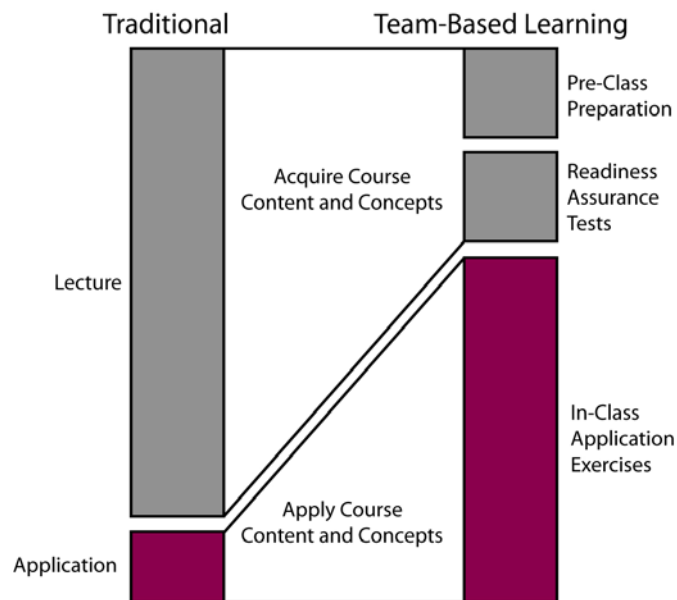 Traditional
Team-Based Learning
Pre-Class
Preparation
Acquire Course
Content and Concepts
Readiness
Assurance
Tests
Lecture
In-Class
Application
Exercises
Apply Course
Content and Concepts
Application